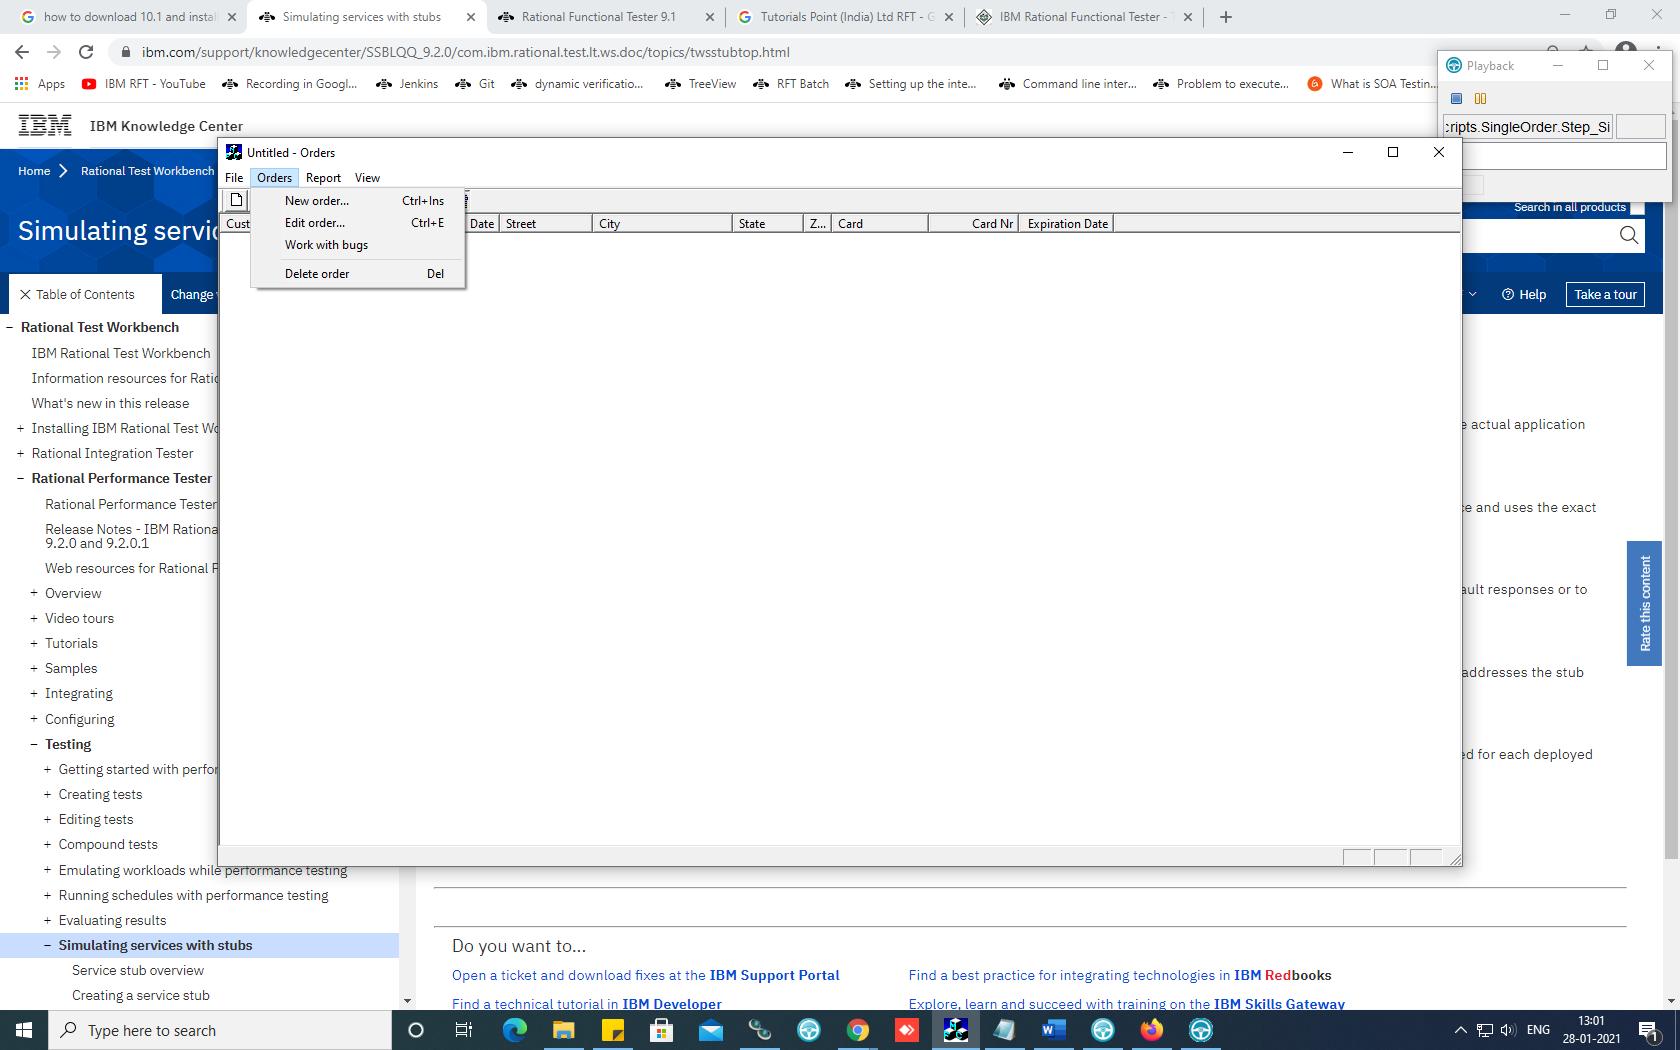 how to download 10.1 and instal
Simulating services with stubs
Rational Functional Tester 9.1
Tutorials Point (India) Ltd RFT - G
IBM Rational Functional Tester - T
ibm.com/support/knowledgecenter/SSBLQQ_9.2.0/com.ibm.rational.test.lt.ws.doc/topics/twsstubtop.html
Apps
IBM RFT - YouTube
Recording in Googl...
Jenkins
Git
dynamic verificatio...
TreeView
RFT Batch
Setting up the inte...
Command line inter...
Problem to execute...
What is SOA Testin...
Playback
cripts.SingleOrder.Step_Si
IBM
IBM Knowledge Center
Home
Rational Test Workbench
Simulating servic
Search in all products
Table of Contents
Change
Help
Take a tour
Untitled - Orders
File Orders Report View
New order... Ctrl+Ins
Edit order... Ctrl+E
Work with bugs
Delete order Del
Cust
Date Street City State Z... Card Card Nr Expiration Date
Rational Test Workbench
IBM Rational Test Workbench
Information resources for Ratio
What's new in this release
Installing IBM Rational Test Wo
Rational Integration Tester
Rational Performance Tester
Rational Performance Tester
Release Notes - IBM Rationa
9.2.0 and 9.2.0.1
Web resources for Rational P
Overview
Video tours
Tutorials
Samples
Integrating
Configuring
Testing
Getting started with perfor
Creating tests
Editing tests
Compound tests
Emulating workloads while performance testing
Running schedules with performance testing
Evaluating results
Simulating services with stubs
Service stub overview
Creating a service stub
e actual application
ce and uses the exact
ault responses or to
addresses the stub
ed for each deployed
Rate this content
Do you want to...
Open a ticket and download fixes at the IBM Support Portal
Find a best practice for integrating technologies in IBM Redbooks
Find a technical tutorial in IBM Developer
Explore, learn and succeed with training on the IBM Skills Gateway
Type here to search
ENG
13:01
28-01-2021
1